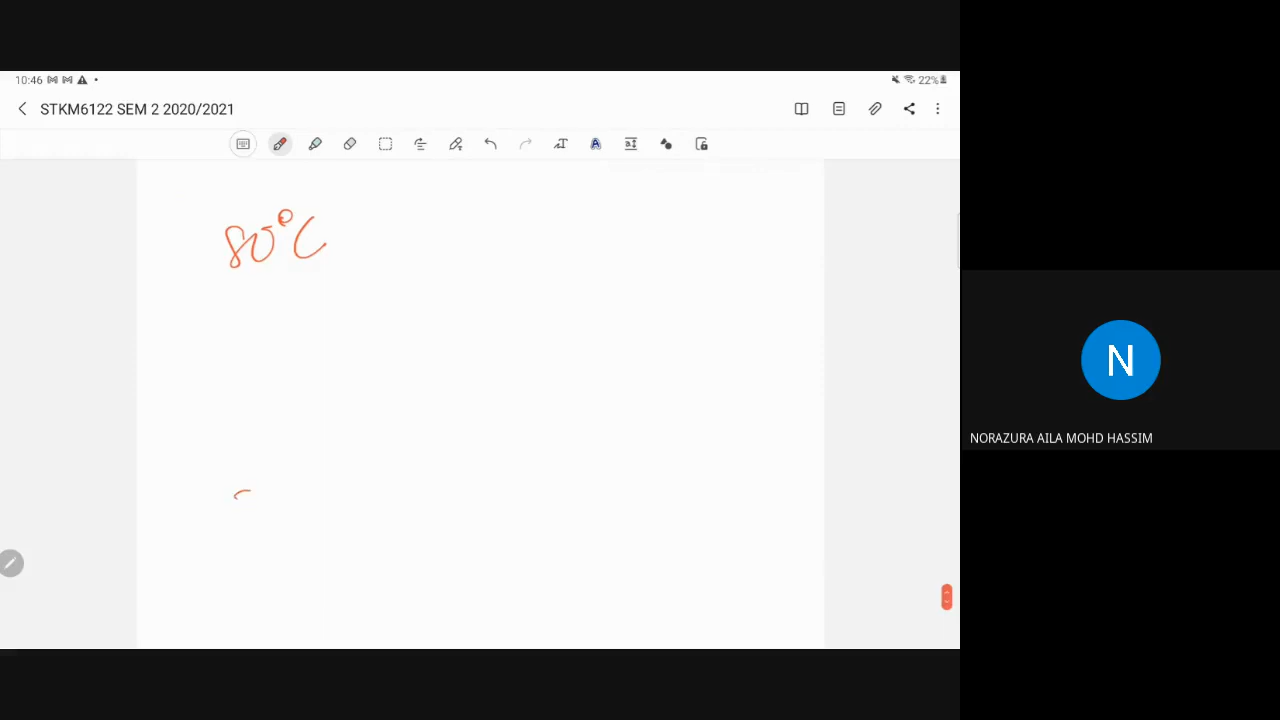 10:46
22%
STKM6122 SEM 2 2020/2021
80°C
N
NORAZURA AILA MOHD HASSIM